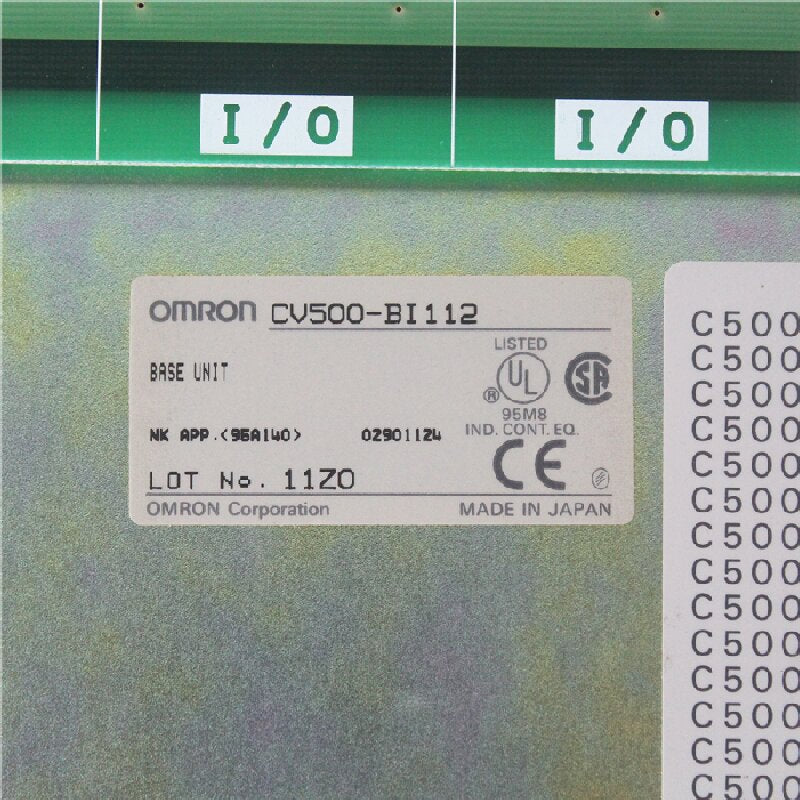 I/O
I/O
OMRON CV500-BI112
BASE UNIT
LISTED
UL
®
SA
95M8
NK APP.(96A140) 02901124
IND. CONT. EQ.
LOT No. 11Z0
CE
OMRON Corporation
MADE IN JAPAN
C500
C500
C500
C500
C500
C500
C500
C500
C500
C500
C500
C500
C500
C500